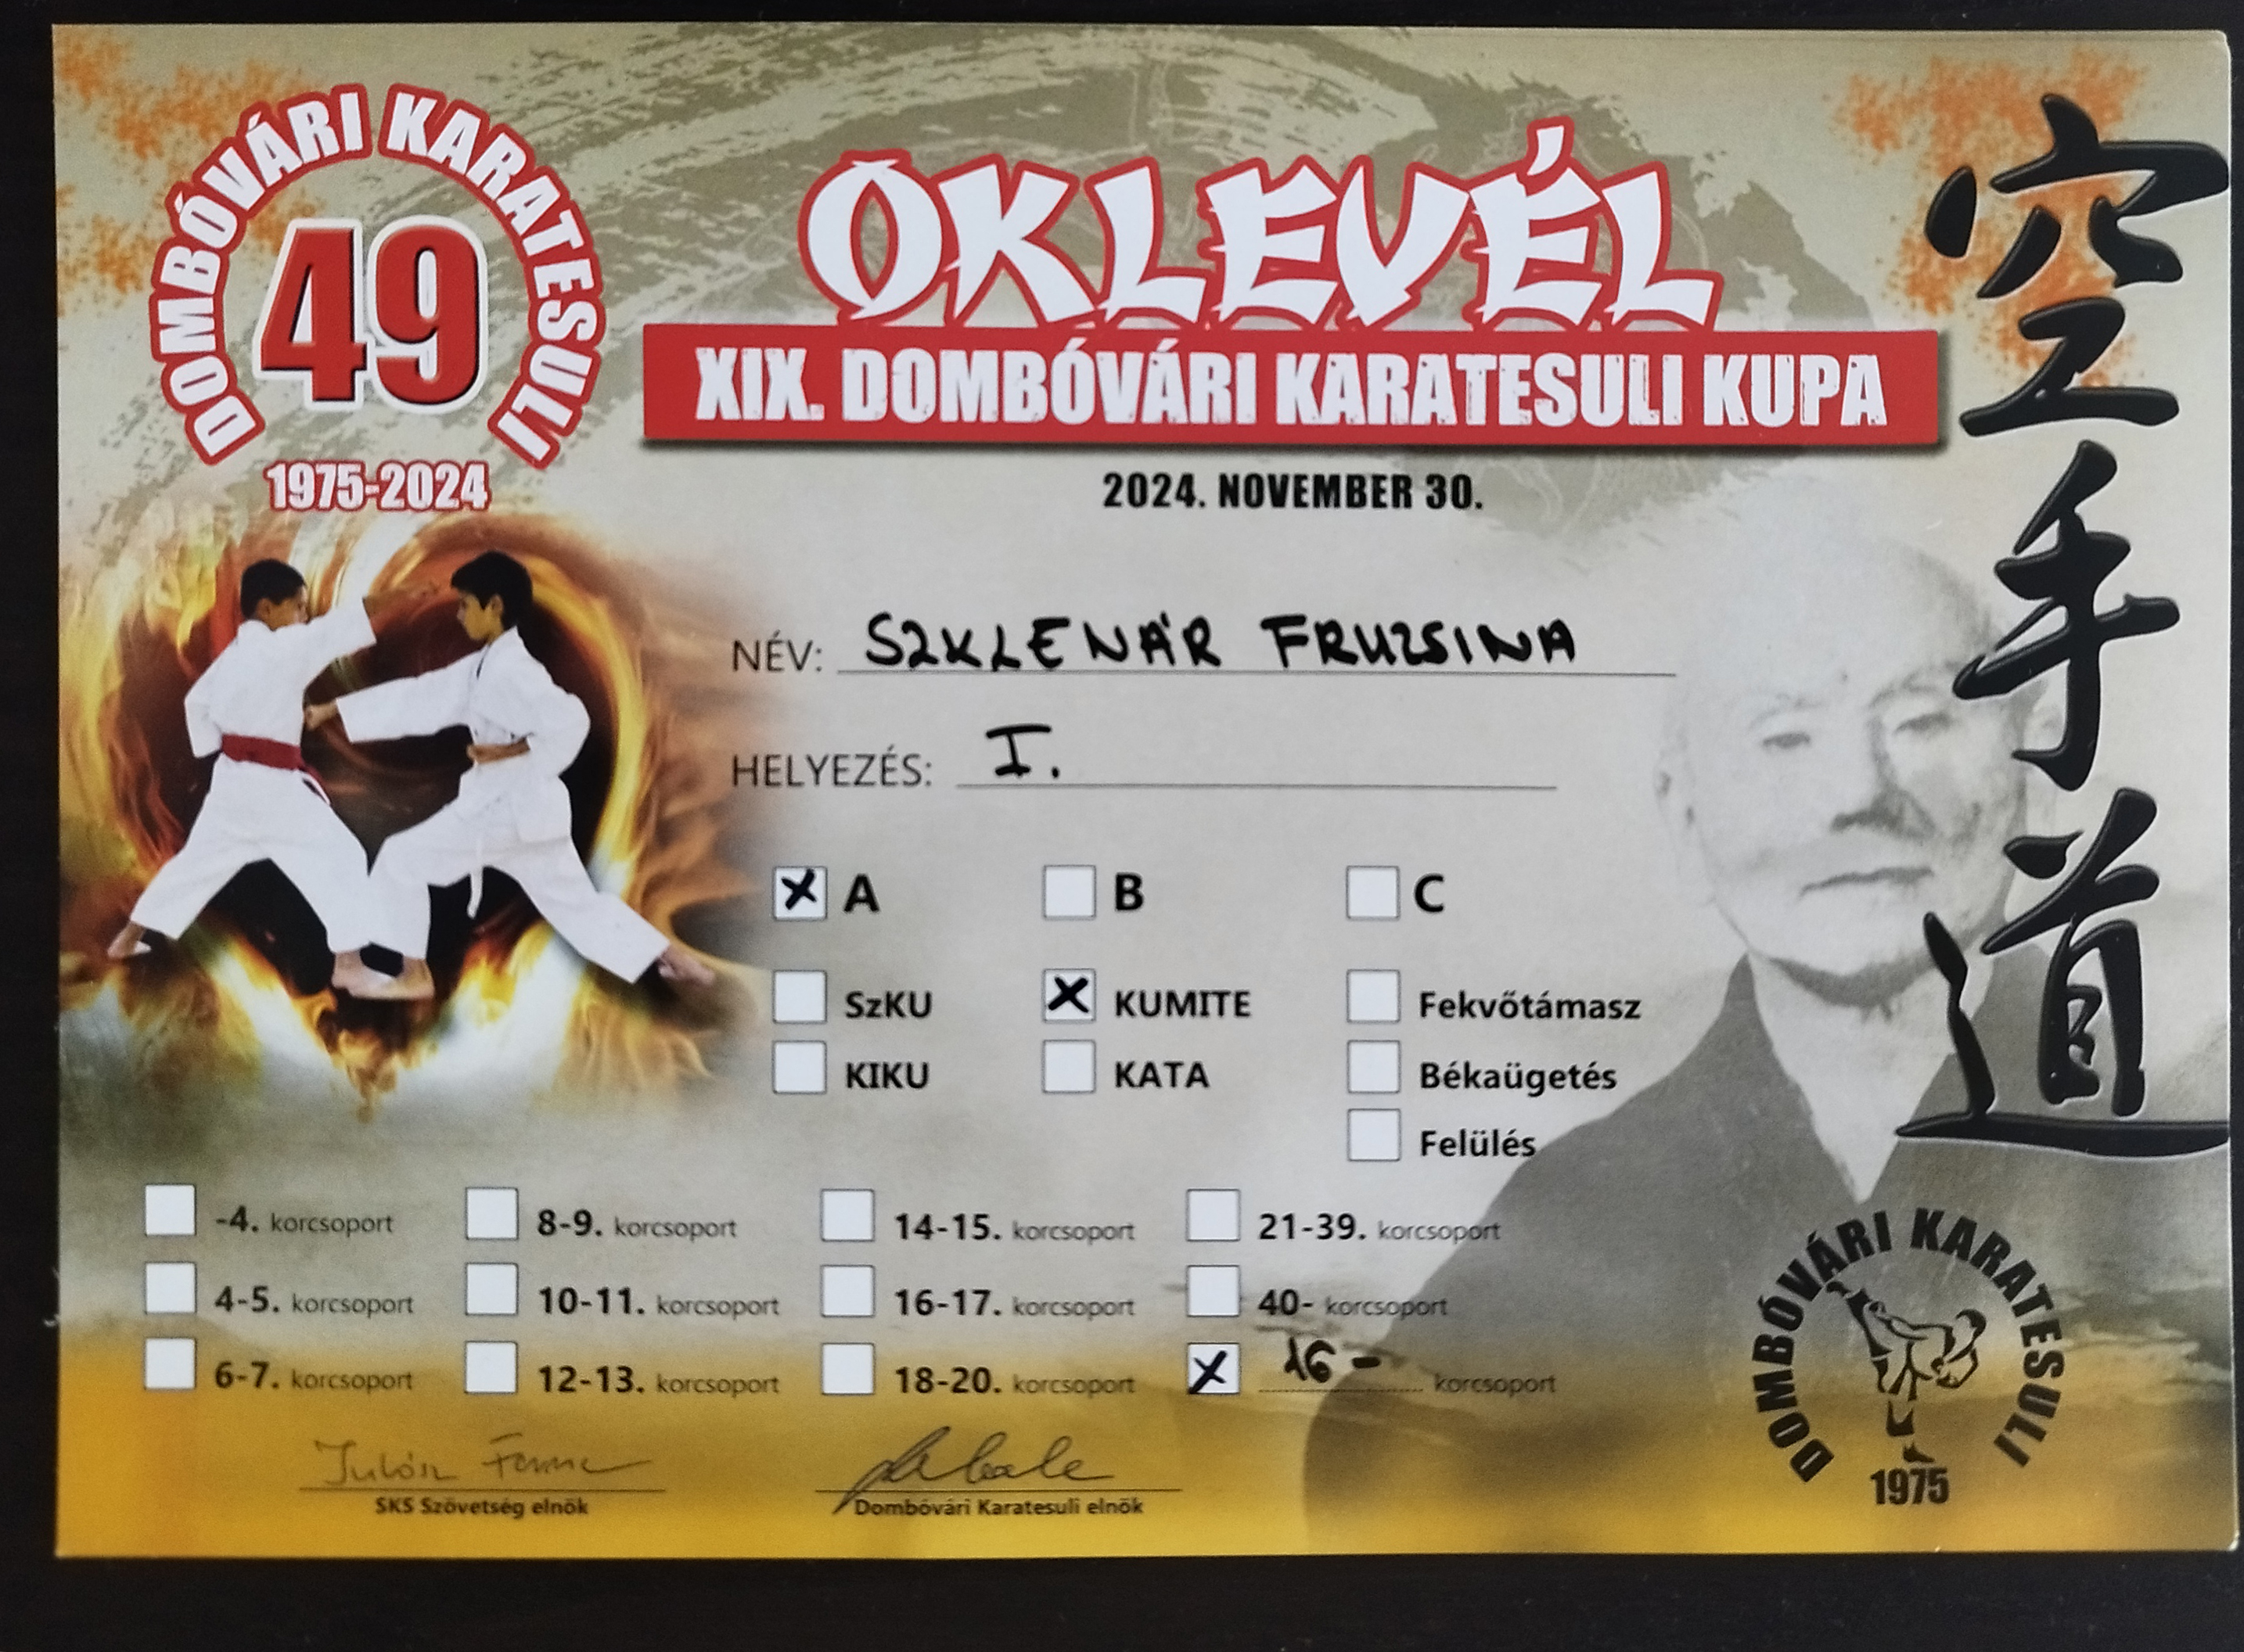 DOMBÓVÁRI KARATESULI
49
1975-2024
OKLEVÉL
XIX. DOMBÓVÁRI KARATESULI KUPA
2024. NOVEMBER 30.
空手道
NÉV: SZKLENÁR FRUZSINA
HELYEZÉS: I.
X A B C
SzKU X KUMITE Fekvőtámasz
KIKU KATA Békaügetés
Felülés
-4. korcsoport 8-9. korcsoport 14-15. korcsoport 21-39. korcsoport
4-5. korcsoport 10-11. korcsoport 16-17. korcsoport 40- korcsoport
6-7. korcsoport 12-13. korcsoport 18-20. korcsoport X 16- korcsoport
SKS Szövetség elnök Dombóvári Karatesuli elnök
DOMBÓVÁRI KARATESULI
1975